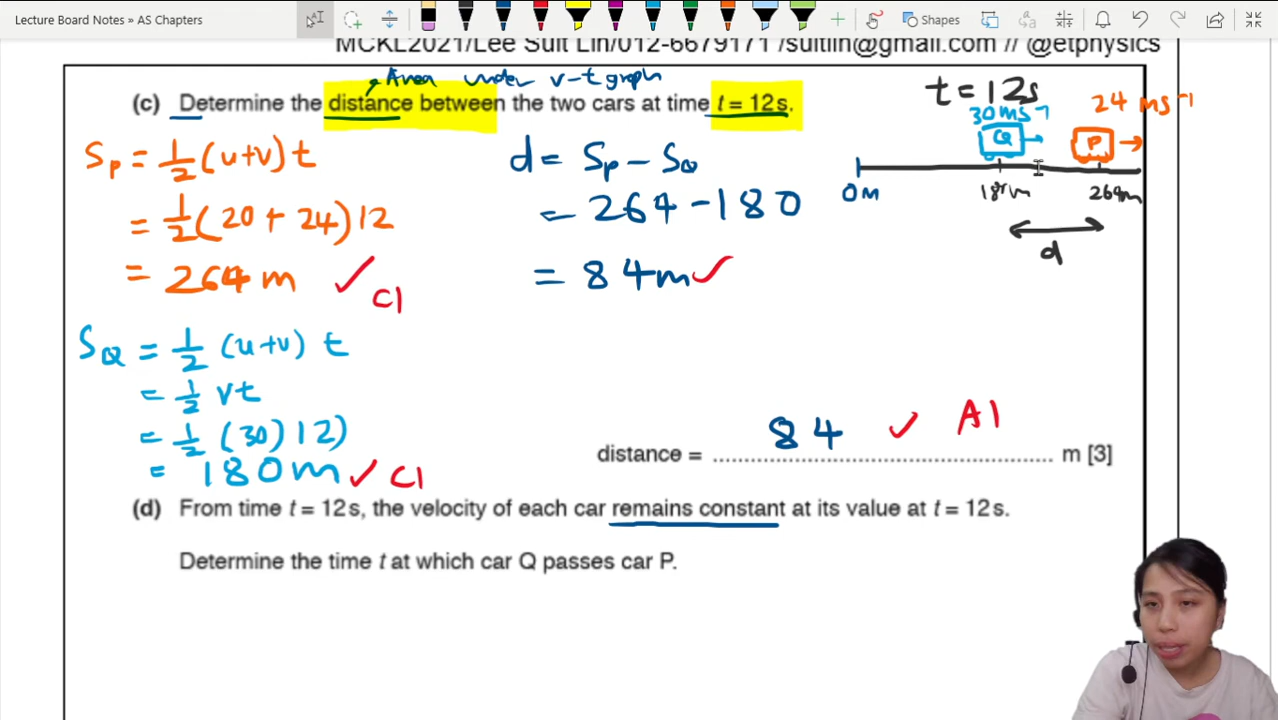 Lecture Board Notes » AS Chapters
Shapes
MCKL2021/Lee Suit Lin/012-6679171 /suitlin@gmail.com // @etphysics
Area under v-t graph
(c) Determine the distance between the two cars at time t = 12s.
t = 12s
30 ms⁻¹
24 ms⁻¹
Q
P
0m
180m
264m
d
Sp = 1/2 (u+v) t
= 1/2 (20 + 24) 12
= 264 m ✓ C1
d = Sp - SQ
= 264 - 180
= 84m ✓
SQ = 1/2 (u+v) t
= 1/2 vt
= 1/2 (30) 12)
= 180m ✓ C1
84 ✓ A1
distance = ............................................................ m [3]
(d) From time t = 12s, the velocity of each car remains constant at its value at t = 12s.
Determine the time t at which car Q passes car P.